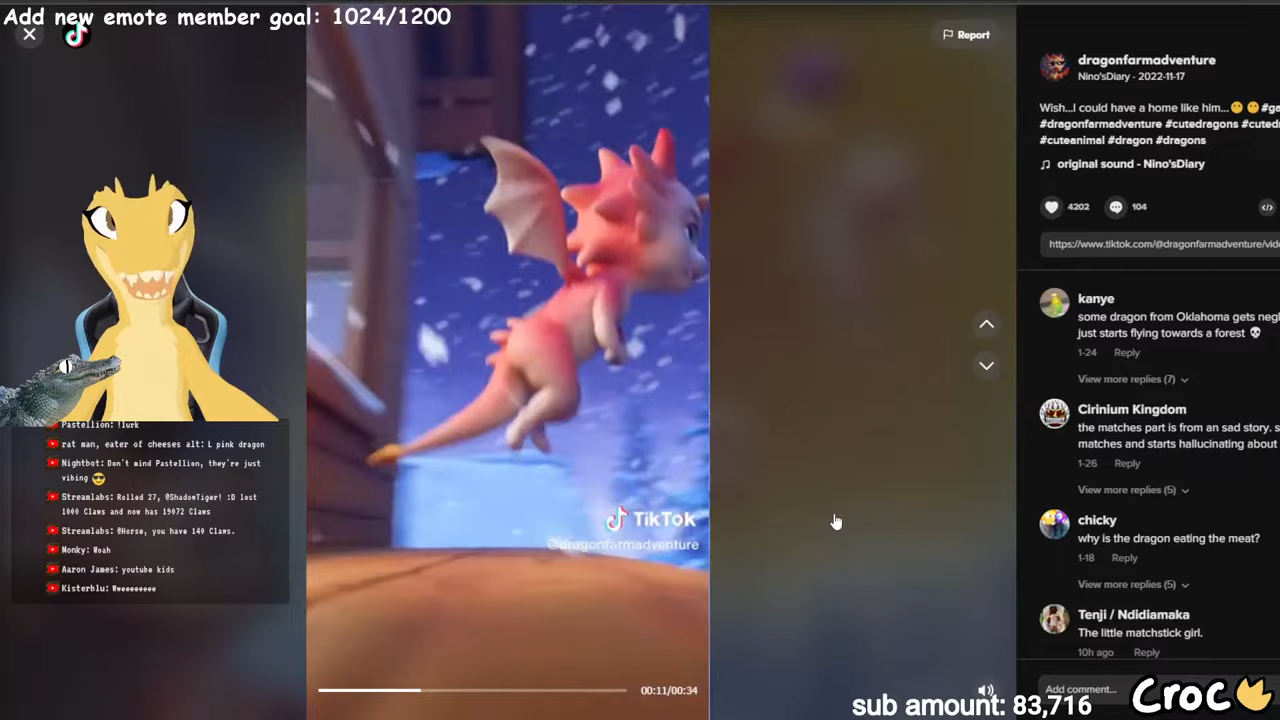 Add new emote member goal: 1024/1200
Report
dragonfarmadventure
Nino'sDiary · 2022-11-17
Wish...I could have a home like him...
#dragonfarmadventure #cutedragons
#cuteanimal #dragon #dragons
original sound - Nino'sDiary
4202
104
https://www.tiktok.com/@dragonfarmadventure/vid
kanye
some dragon from Oklahoma gets
just starts flying towards a forest 💀
1-24 Reply
View more replies (7)
Cirinium Kingdom
the matches part is from an sad story.
matches and starts hallucinating about
1-26 Reply
View more replies (5)
chicky
why is the dragon eating the meat?
1-18 Reply
View more replies (5)
Tenji / Ndidiamaka
The little matchstick girl.
10h ago Reply
Add comment...
Pastellion: !lurk
rat man, eater of cheeses alt: L pink dragon
Nightbot: Don't mind Pastellion, they're just
vibing 😎
Streamlabs: Rolled 27, @ShadowTiger! :D lost
1000 Claws and now has 19072 Claws
Streamlabs: @Horse, you have 140 Claws.
Monky: Woah
Aaron James: youtube kids
Kisterblu: Wweeeeeeee
TikTok
@dragonfarmadventure
00:11/00:34
sub amount: 83,716
Croc